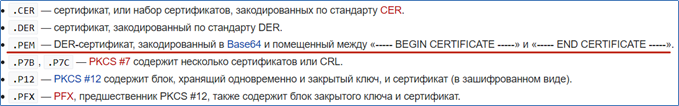 • .CER — сертификат, или набор сертификатов, закодированных по стандарту CER.
• .DER — сертификат, закодированный по стандарту DER.
• .PEM — DER-сертификат, закодированный в Base64 и помещенный между «----- BEGIN CERTIFICATE -----» и «----- END CERTIFICATE -----».
• .P7B , .P7C — PKCS #7 содержит несколько сертификатов или CRL.
• .P12 — PKCS #12 содержит блок, хранящий одновременно и закрытый ключ, и сертификат (в зашифрованном виде).
• .PFX — PFX, предшественник PKCS #12, также содержит блок закрытого ключа и сертификат.